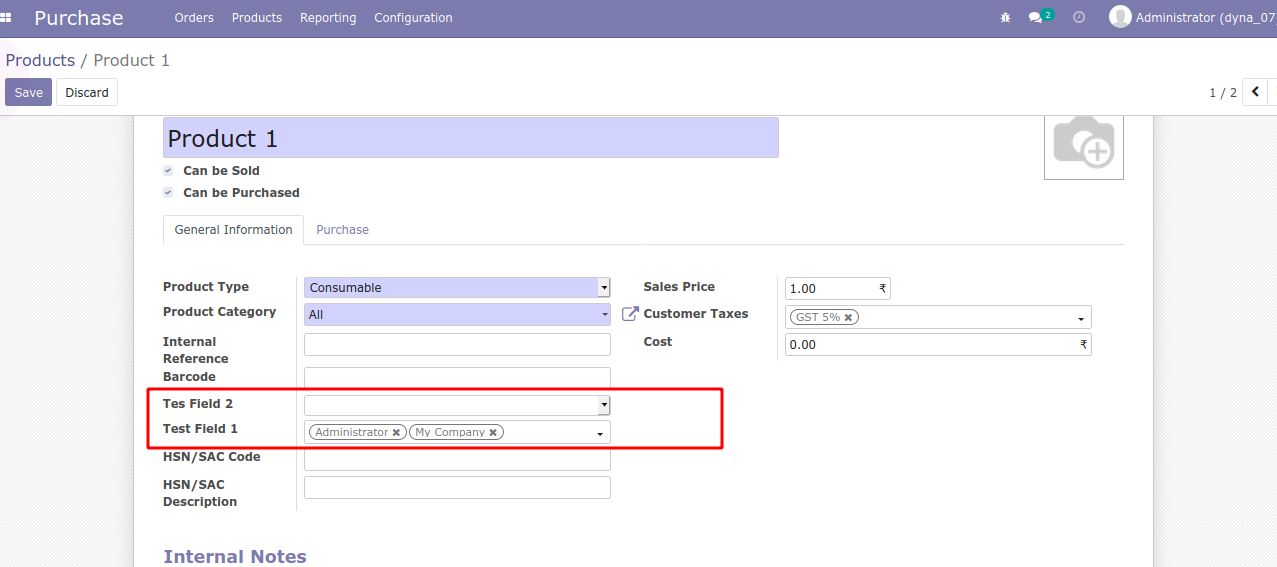 Purchase Orders Products Reporting Configuration 2 Administrator (dyna_07
Products / Product 1
Save Discard 1 / 2
Product 1
Can be Sold
Can be Purchased
General Information Purchase
Product Type Consumable Sales Price 1.00 ₹
Product Category All Customer Taxes GST 5% ✖
Internal Reference Cost 0.00 ₹
Barcode
Tes Field 2
Test Field 1 Administrator ✖ My Company ✖
HSN/SAC Code
HSN/SAC
Description
Internal Notes